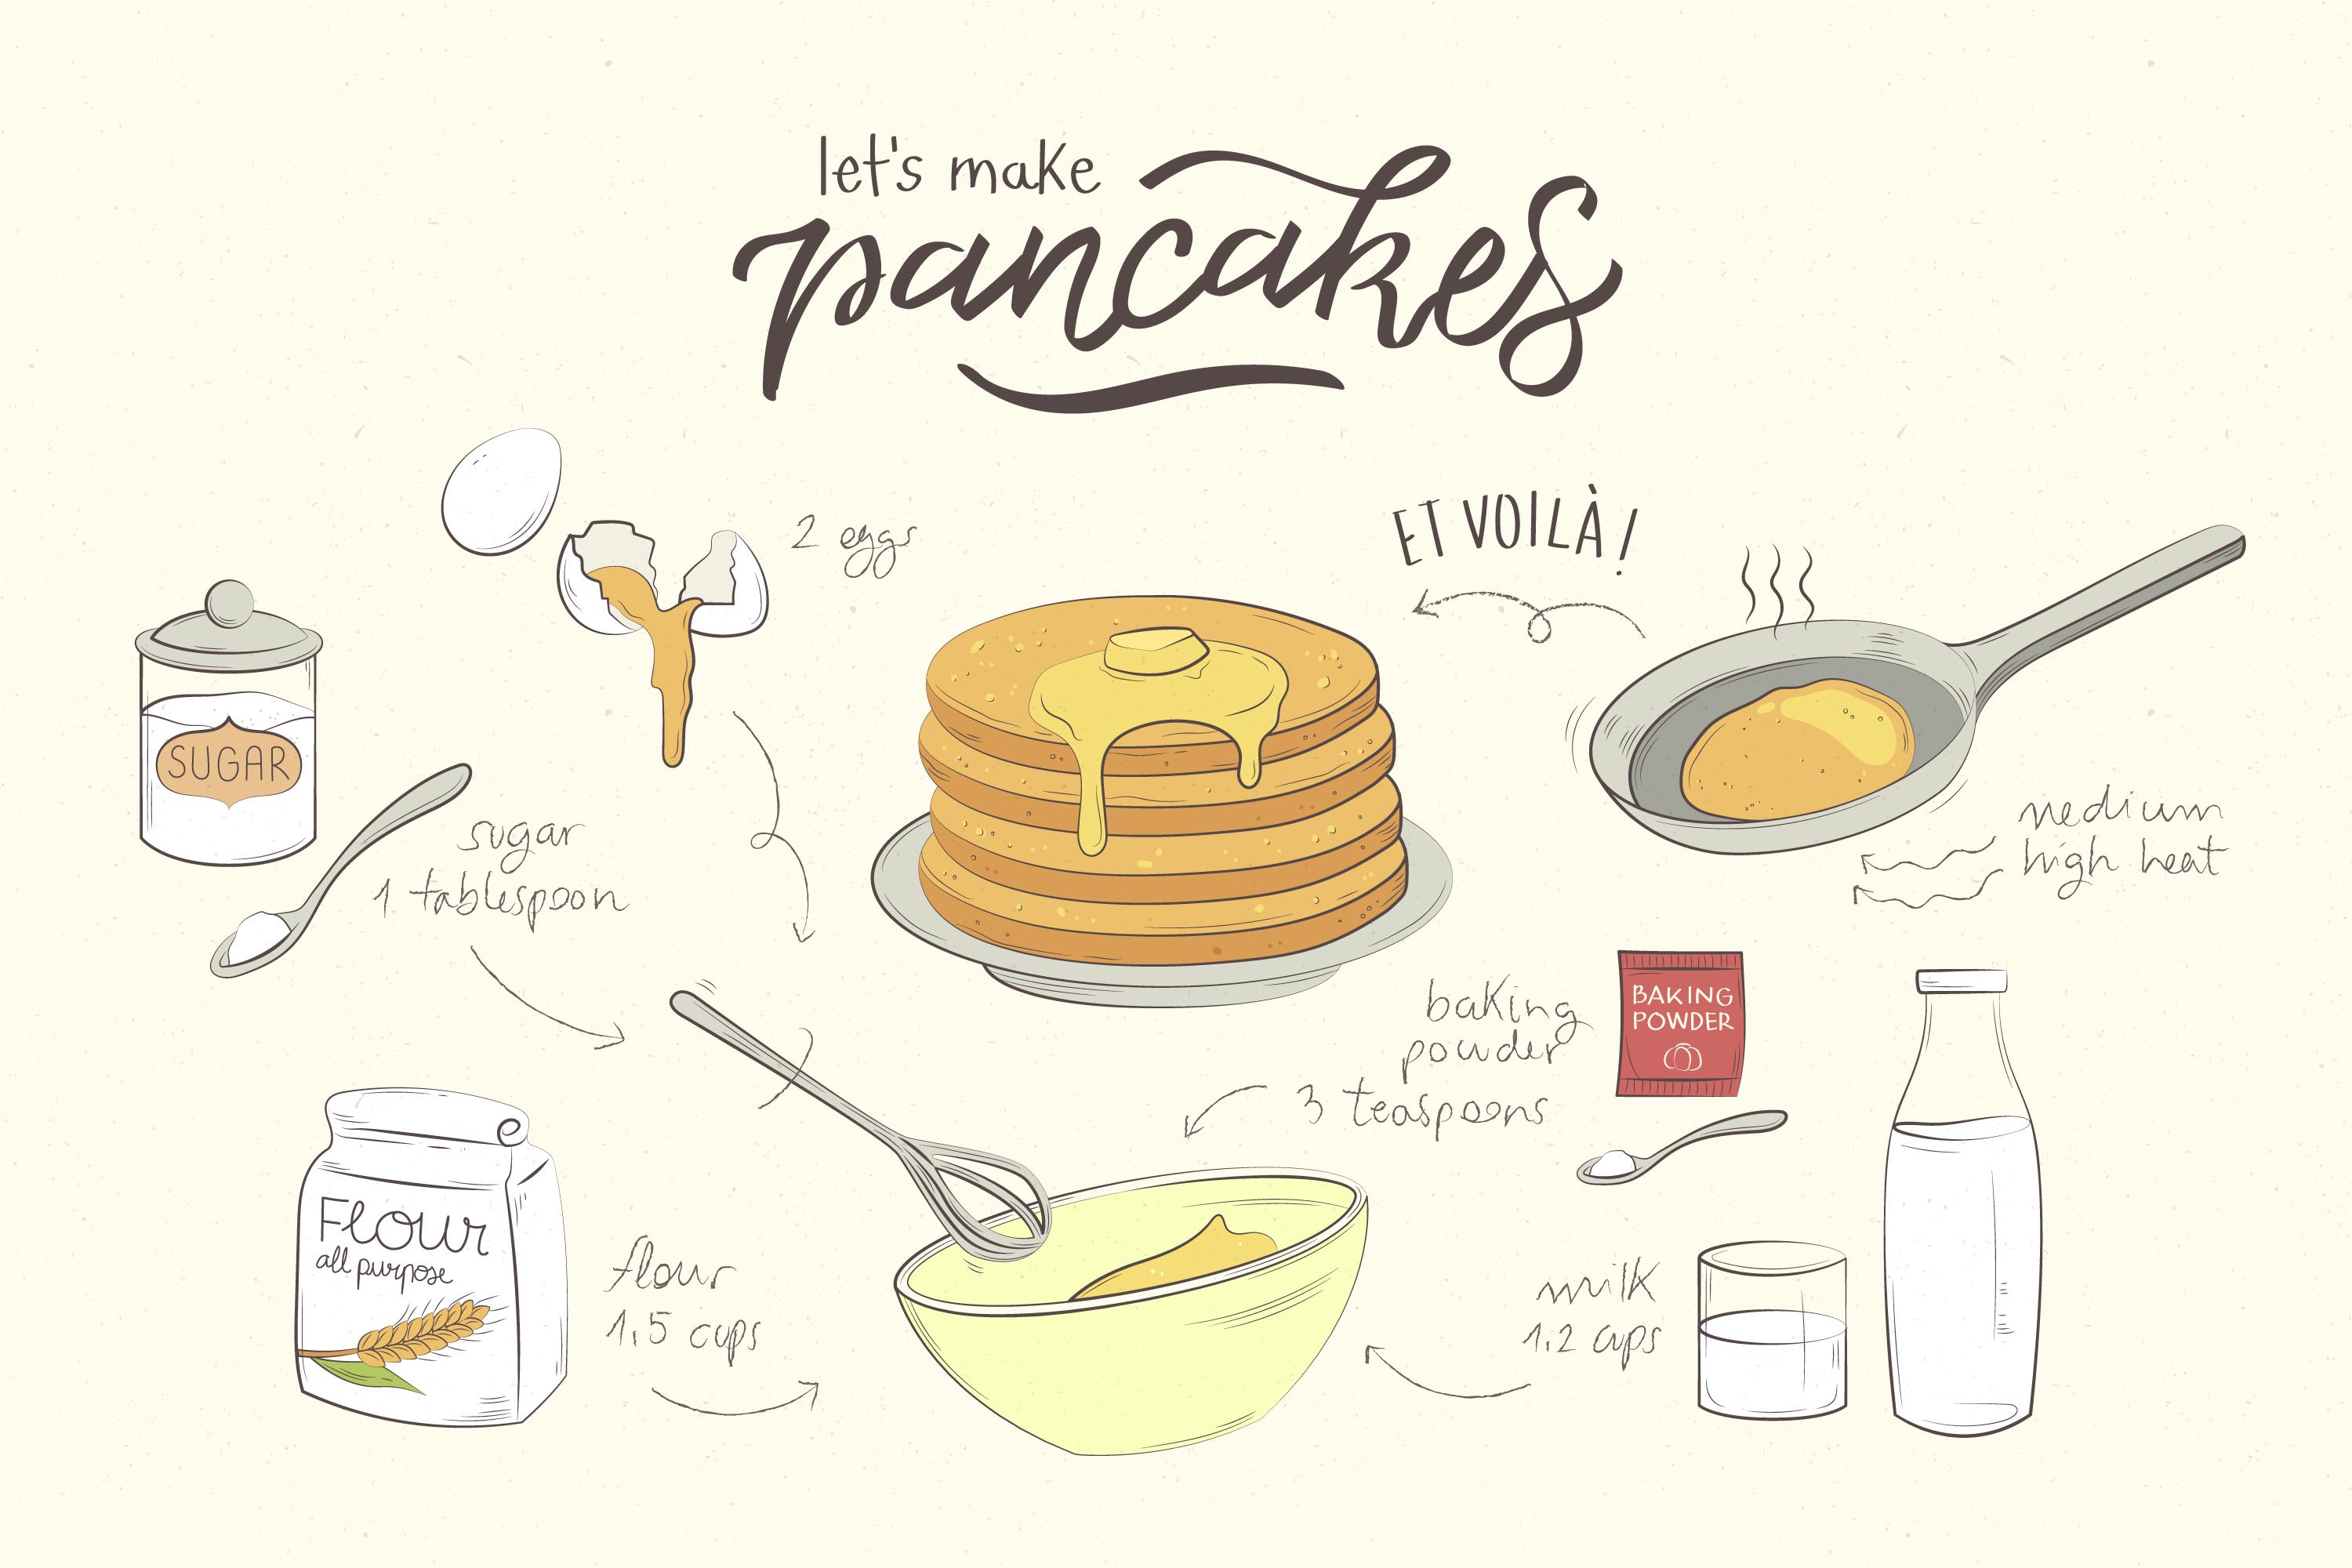 let's make
pancakes
2 eggs
ET VOILÀ!
SUGAR
sugar
1 tablespoon
medium
high heat
baking
powder
3 teaspoons
BAKING
POWDER
Flour
all purpose
flour
1.5 cups
milk
1.2 cups